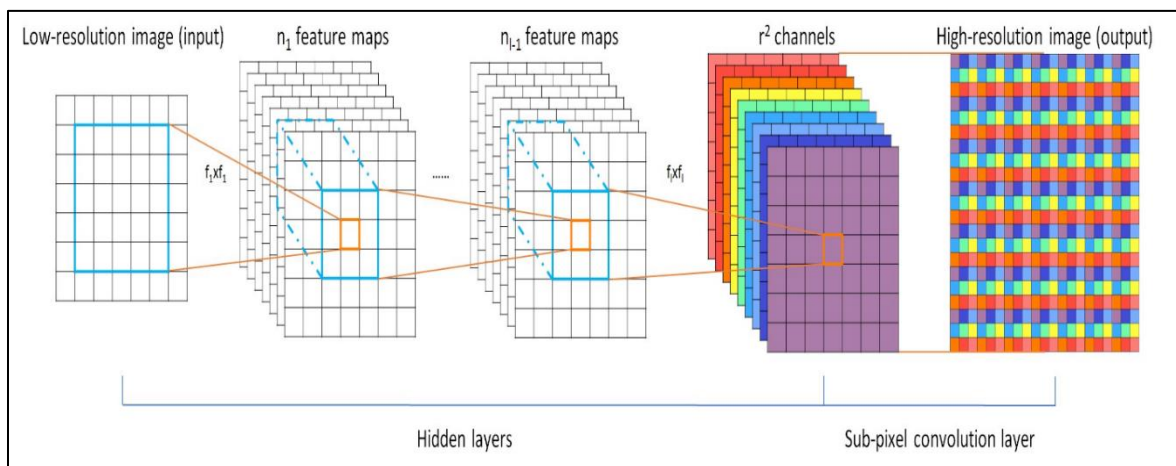 Low-resolution image (input)
n₁ feature maps
nₗ₋₁ feature maps
r² channels
High-resolution image (output)
f₁xf₁
......
fₗxfₗ
Hidden layers
Sub-pixel convolution layer